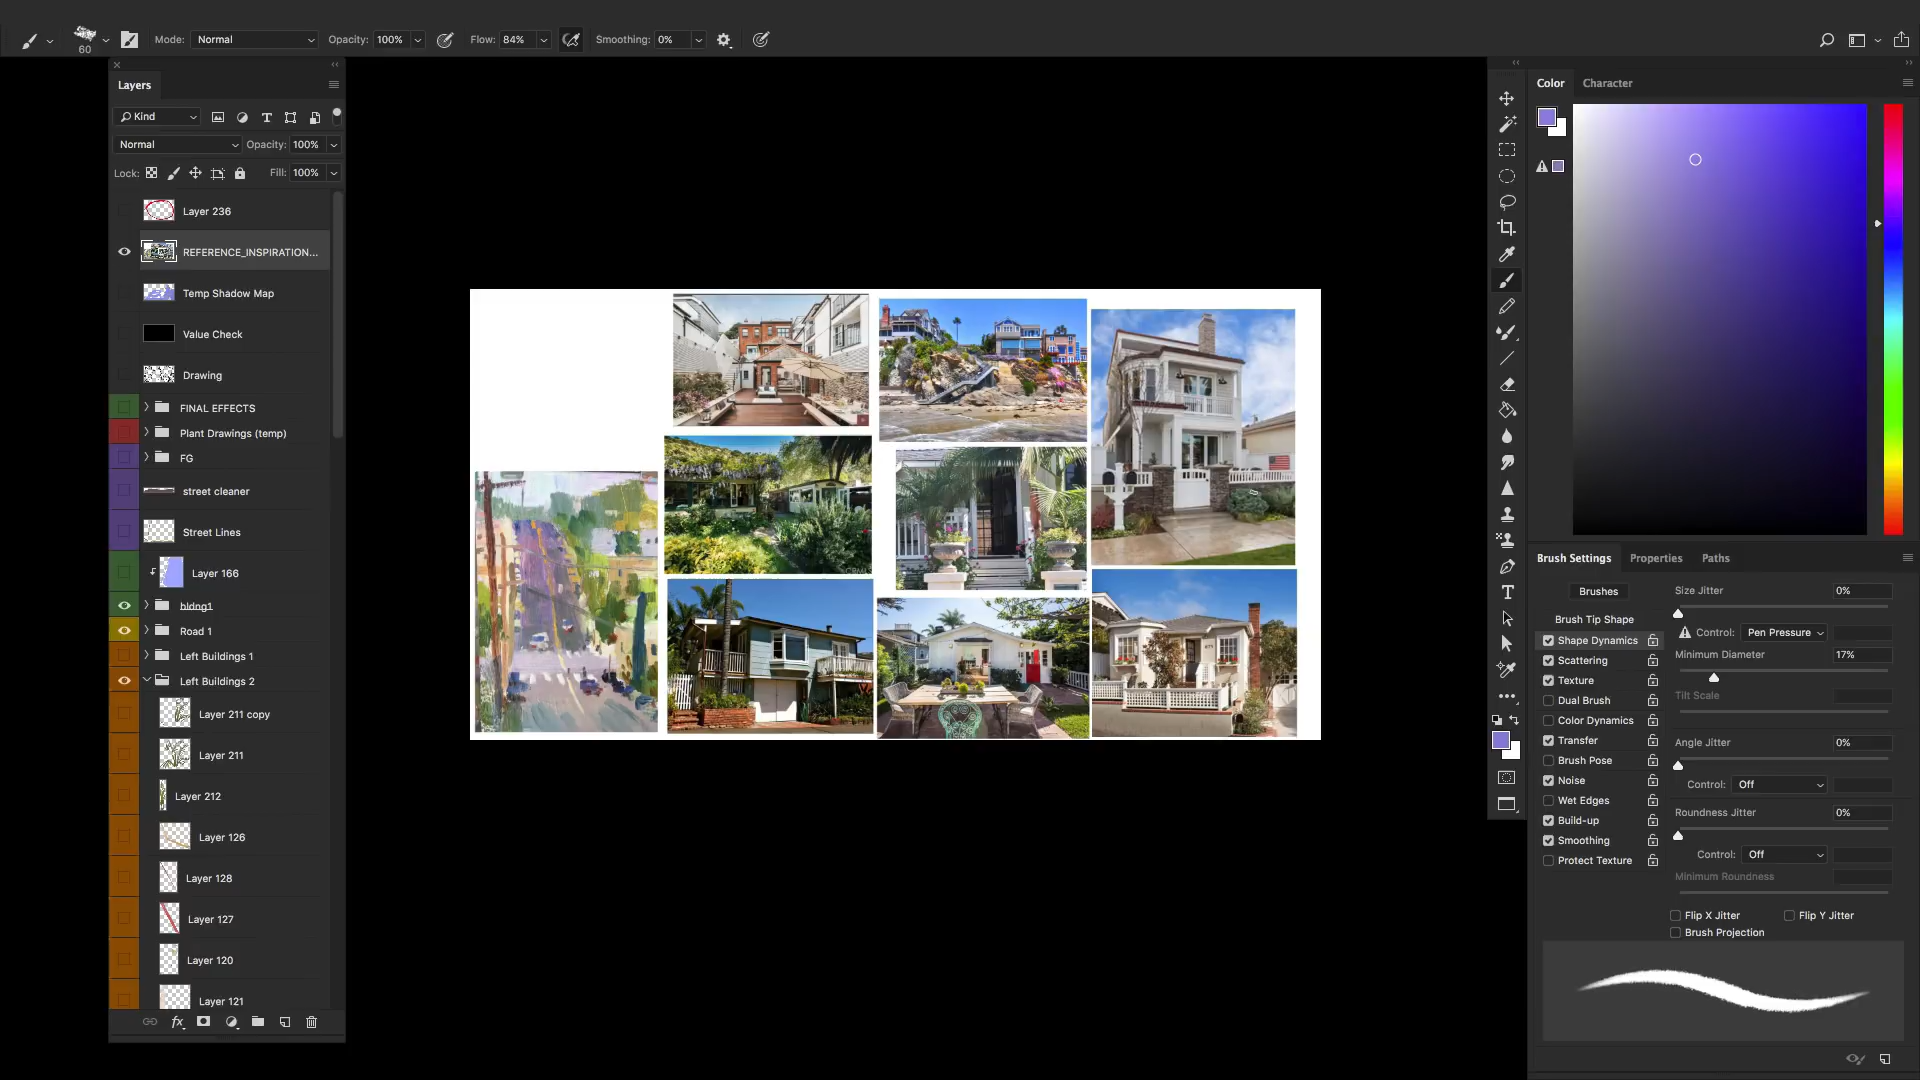 60
Mode: Normal
Opacity: 100%
Flow: 84%
Smoothing: 0%
Layers
Kind
Normal
Opacity: 100%
Lock:
Fill: 100%
Layer 236
REFERENCE_INSPIRATION...
Temp Shadow Map
Value Check
Drawing
FINAL EFFECTS
Plant Drawings (temp)
FG
street cleaner
Street Lines
Layer 166
bldng1
Road 1
Left Buildings 1
Left Buildings 2
Layer 211 copy
Layer 211
Layer 212
Layer 126
Layer 128
Layer 127
Layer 120
Layer 121
fx
Color
Character
Brush Settings
Properties
Paths
Brushes
Brush Tip Shape
Shape Dynamics
Scattering
Texture
Dual Brush
Color Dynamics
Transfer
Brush Pose
Noise
Wet Edges
Build-up
Smoothing
Protect Texture
Size Jitter
0%
Control: Pen Pressure
Minimum Diameter
17%
Tilt Scale
Angle Jitter
0%
Control: Off
Roundness Jitter
0%
Control: Off
Minimum Roundness
Flip X Jitter
Flip Y Jitter
Brush Projection